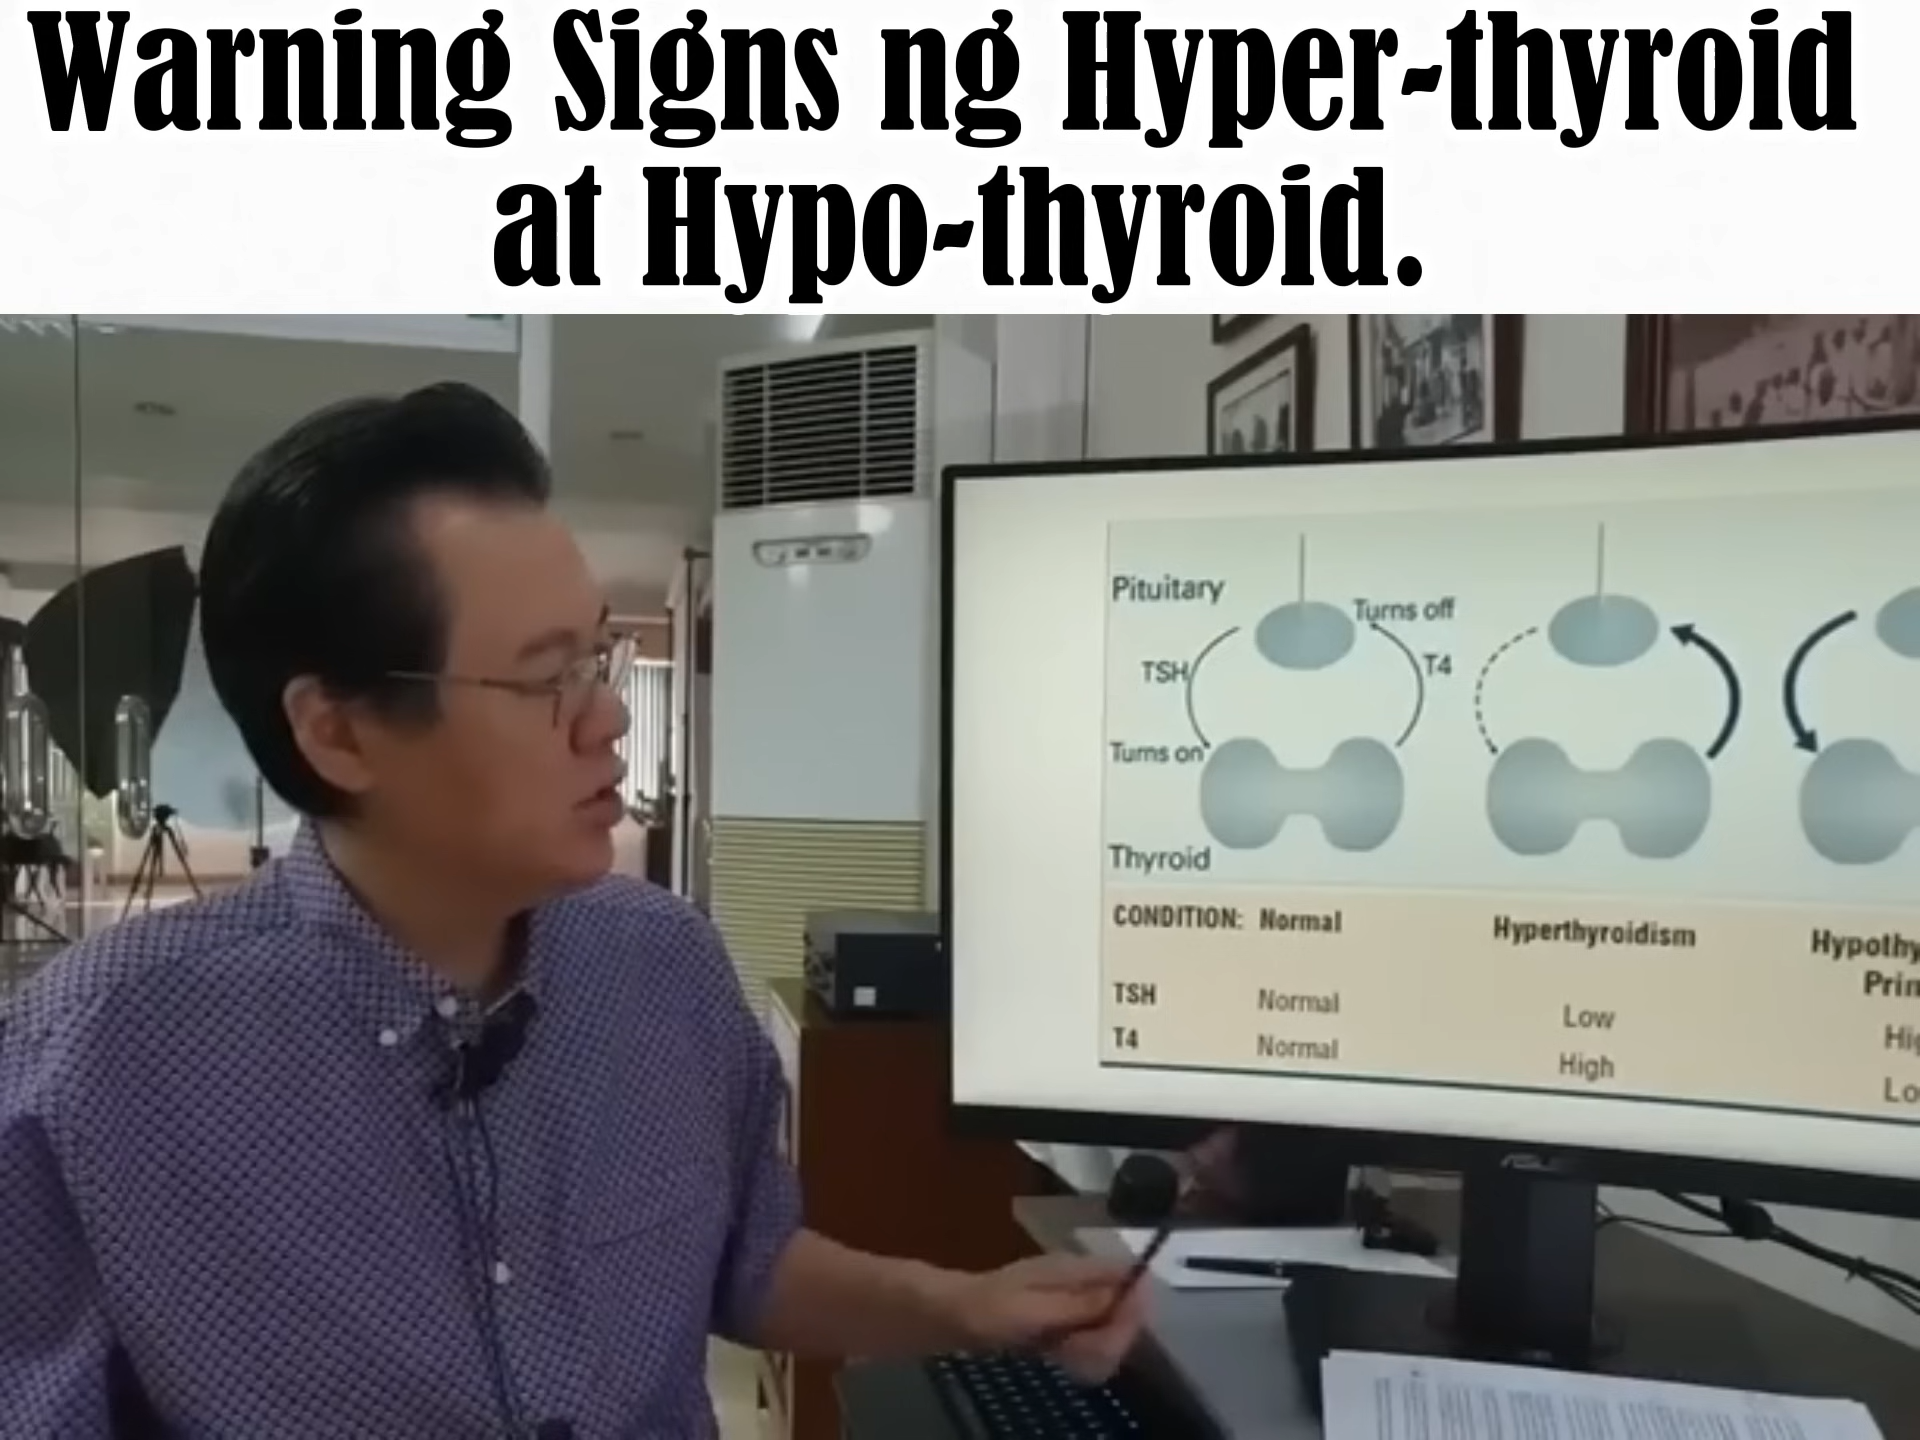 Warning Signs ng Hyper-thyroid
at Hypo-thyroid.
Pituitary
Turns off
TSH
T4
Turns on
Thyroid
CONDITION: Normal Hyperthyroidism
TSH Normal Low
T4 Normal High